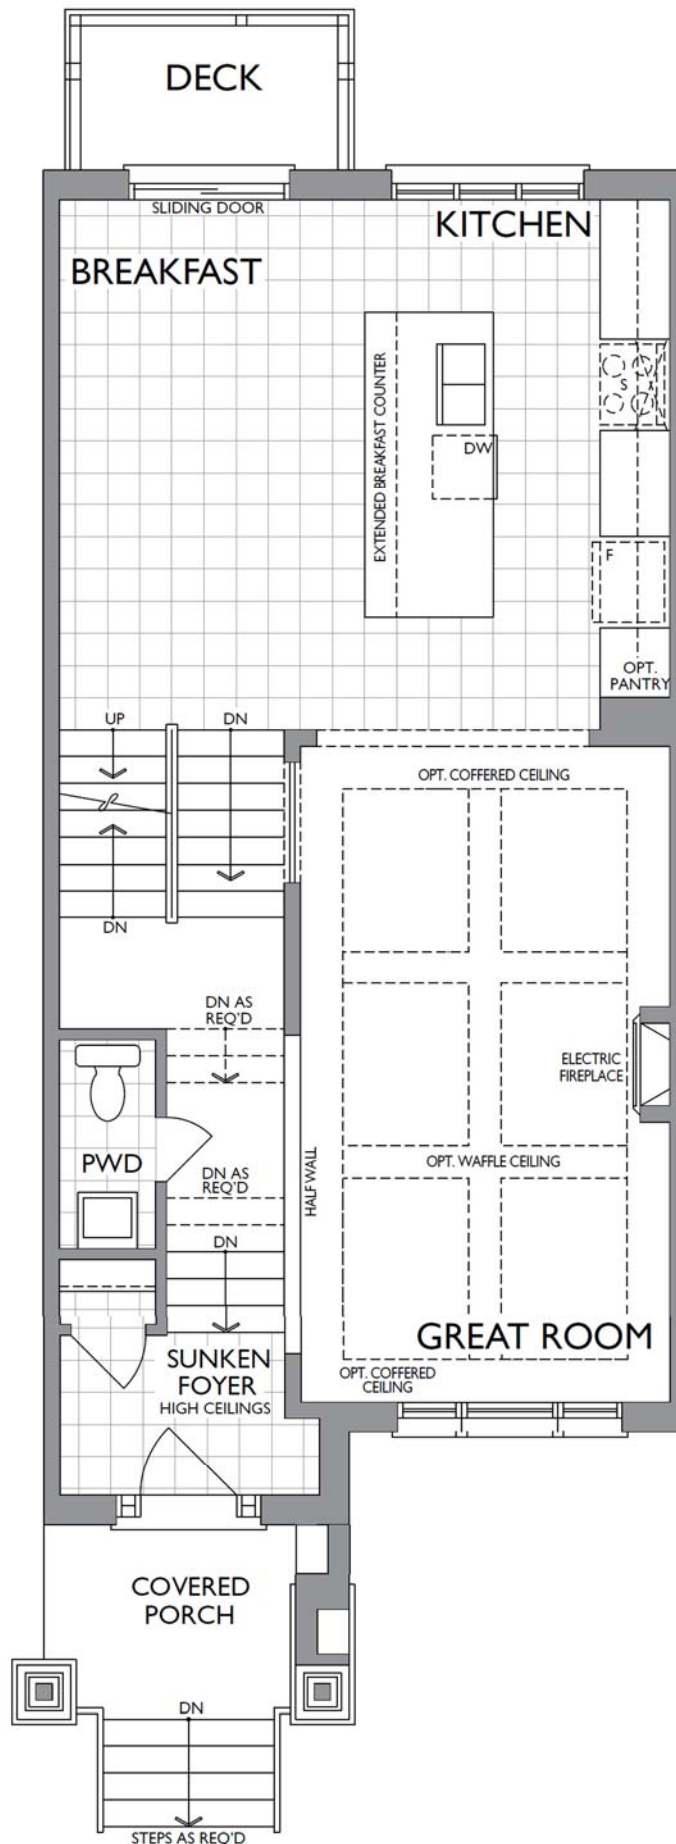 DECK
SLIDING DOOR
KITCHEN
BREAKFAST
EXTENDED BREAKFAST COUNTER
S
DW
F
OPT.
PANTRY
UP
DN
OPT. COFFERED CEILING
DN
DN AS
REQ'D
ELECTRIC
FIREPLACE
PWD
DN AS
REQ'D
HALF WALL
OPT. WAFFLE CEILING
DN
GREAT ROOM
SUNKEN
FOYER
HIGH CEILINGS
OPT. COFFERED
CEILING
COVERED
PORCH
DN
STEPS AS REQ'D